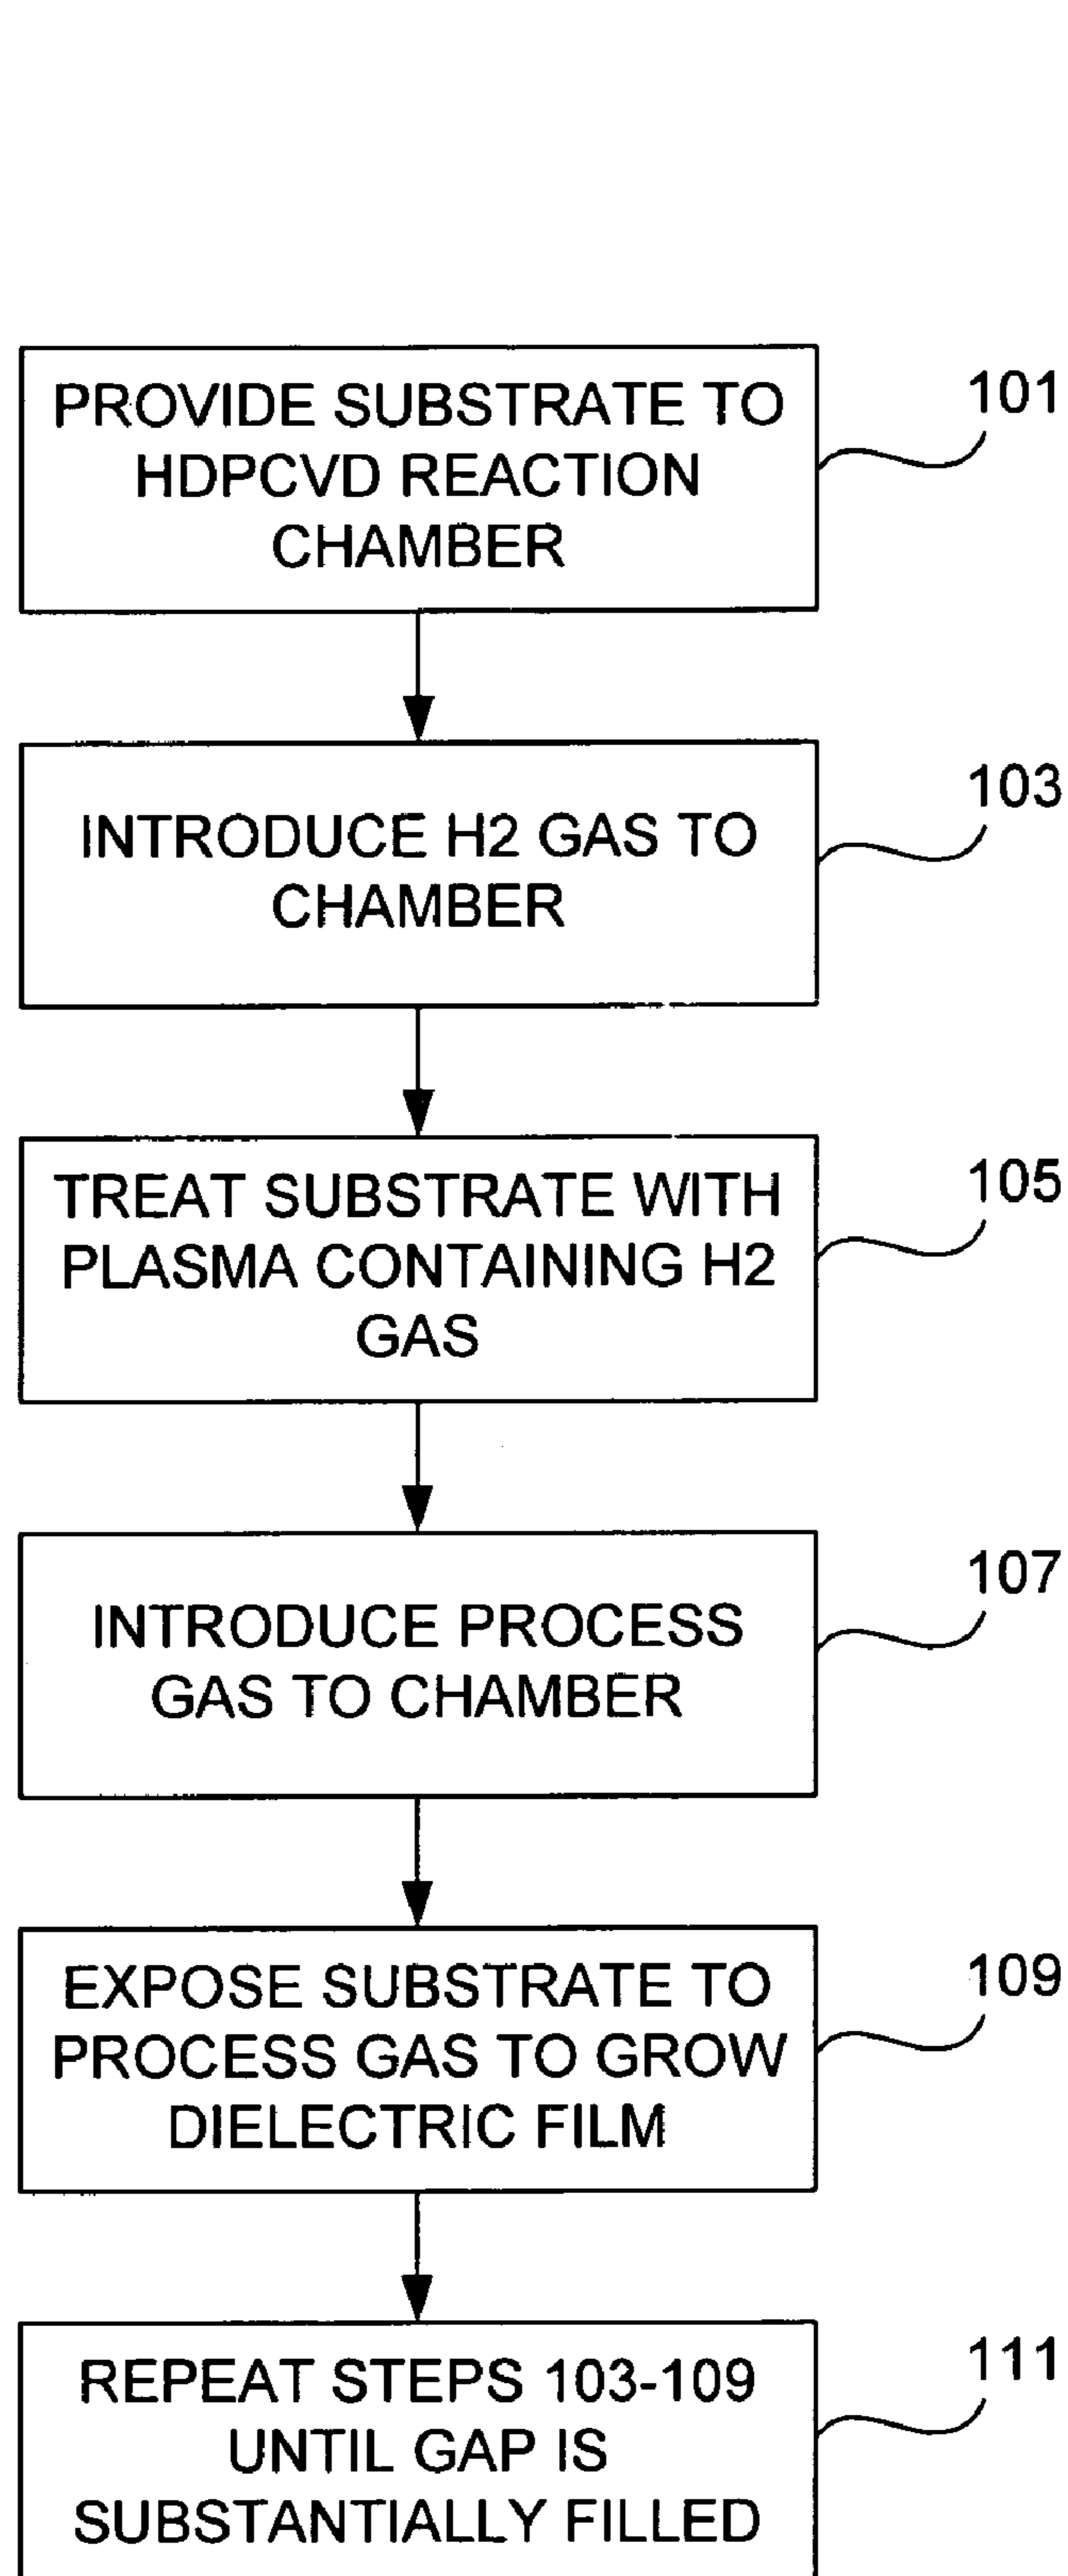 PROVIDE SUBSTRATE TO
HDPCVD REACTION
CHAMBER
101
INTRODUCE H2 GAS TO
CHAMBER
103
TREAT SUBSTRATE WITH
PLASMA CONTAINING H2
GAS
105
INTRODUCE PROCESS
GAS TO CHAMBER
107
EXPOSE SUBSTRATE TO
PROCESS GAS TO GROW
DIELECTRIC FILM
109
REPEAT STEPS 103-109
UNTIL GAP IS
SUBSTANTIALLY FILLED
111